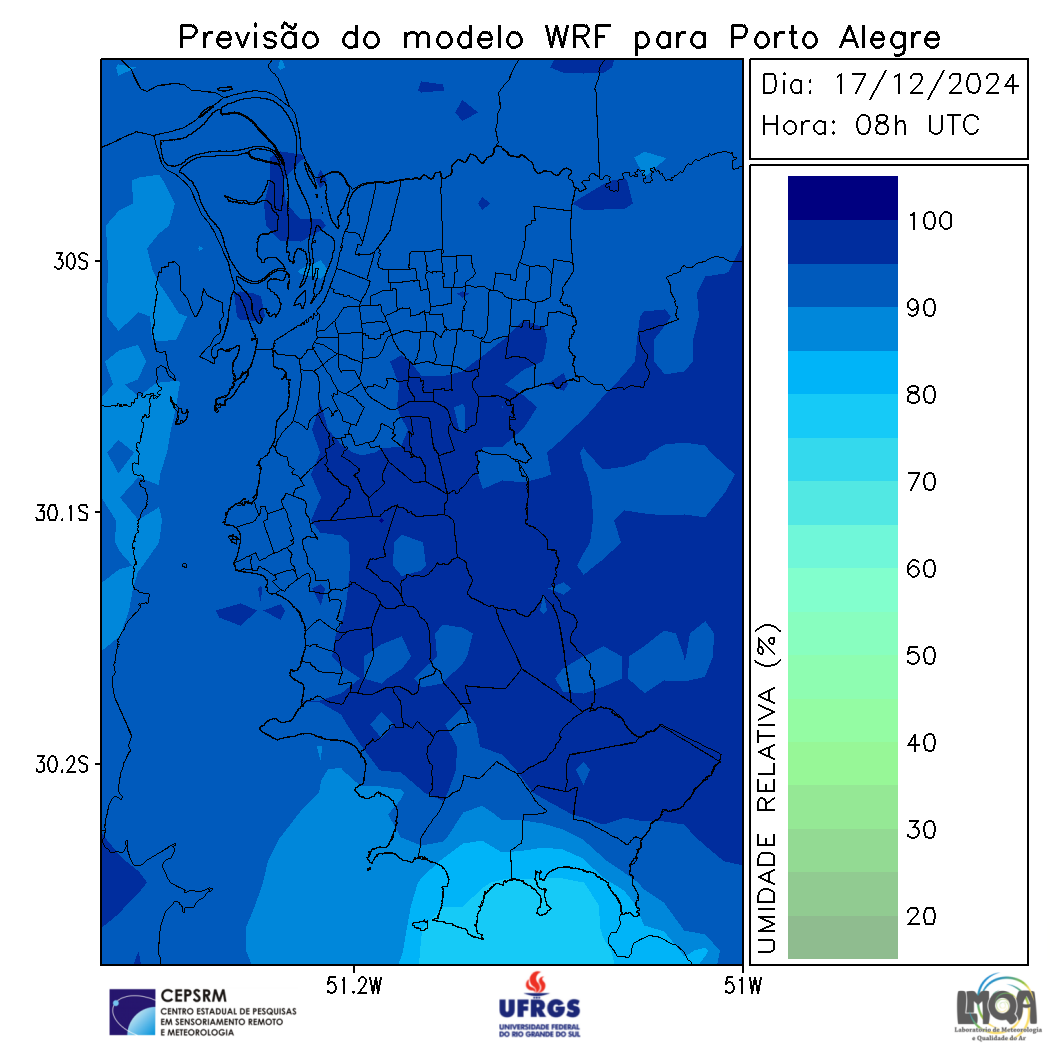 Previsão do modelo WRF para Porto Alegre
Dia: 17/12/2024
Hora: 08h UTC
30S
30.1S
30.2S
51.2W
51W
100
90
80
70
60
50
40
30
20
UMIDADE RELATIVA (%)
CEPSRM
CENTRO ESTADUAL DE PESQUISAS
EM SENSORIAMENTO REMOTO
E METEOROLOGIA
UFRGS
UNIVERSIDADE FEDERAL
DO RIO GRANDE DO SUL
LMQA
Laboratório de Meteorologia
e Qualidade do Ar